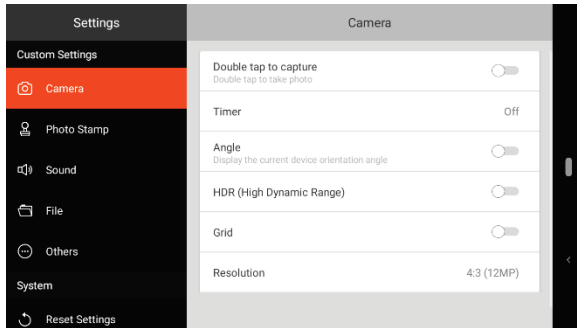 Settings
Custom Settings
Camera
Photo Stamp
Sound
File
Others
System
Reset Settings
Camera
Double tap to capture
Double tap to take photo
Timer Off
Angle
Display the current device orientation angle
HDR (High Dynamic Range)
Grid
Resolution 4:3 (12MP)